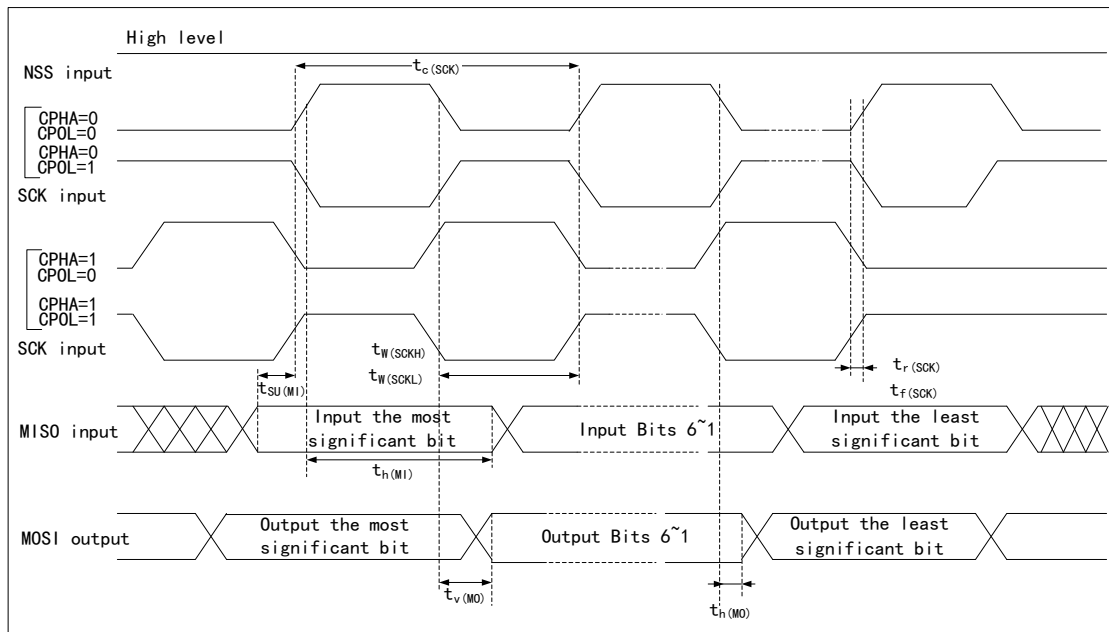 High level
NSS input
tc(SCK)
CPHA=0
CPOL=0
CPHA=0
CPOL=1
SCK input
CPHA=1
CPOL=0
CPHA=1
CPOL=1
SCK input
tW(SCKH)
tW(SCKL)
tr(SCK)
tf(SCK)
tSU(MI)
MISO input
Input the most
significant bit
Input Bits 6~1
Input the least
significant bit
th(MI)
MOSI output
Output the most
significant bit
Output Bits 6~1
Output the least
significant bit
tv(MO)
th(MO)